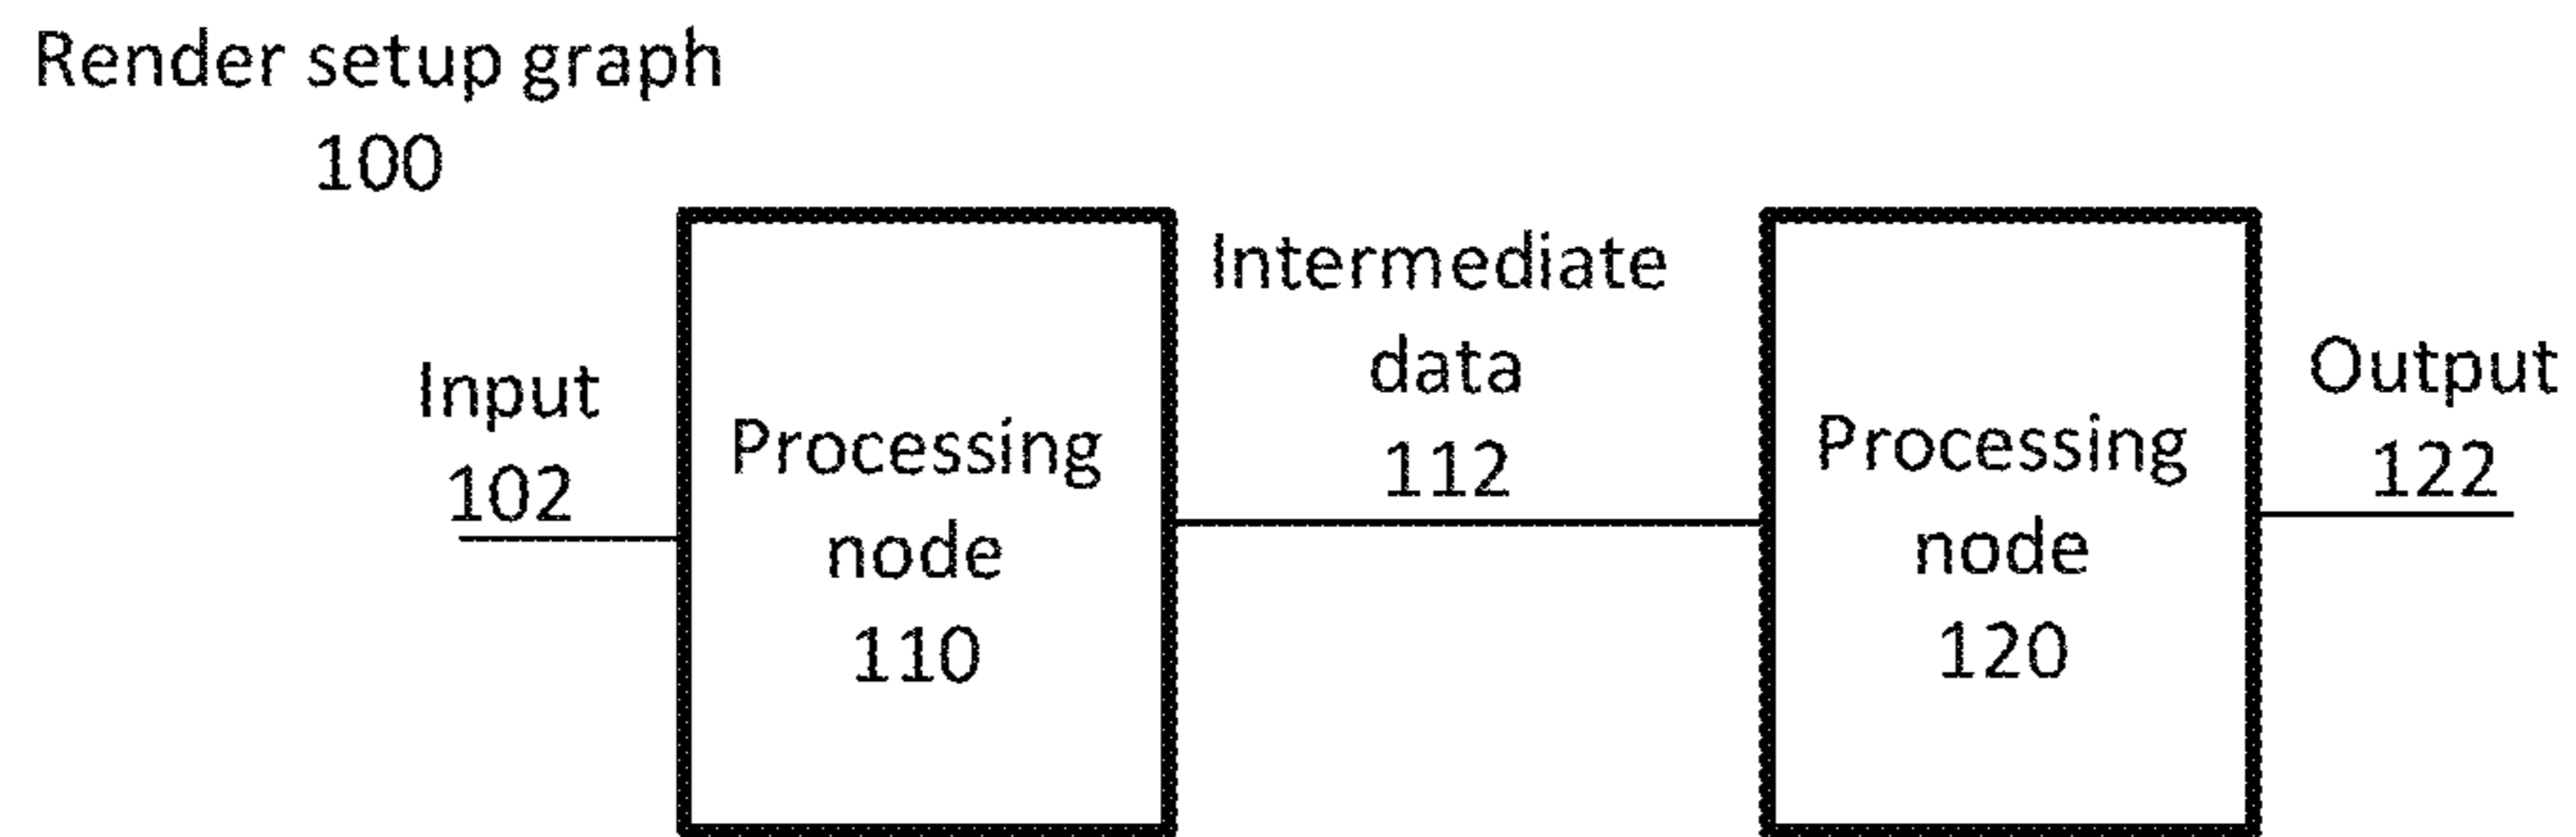 Render setup graph
100
Input
102
Processing
node
110
Intermediate
data
112
Processing
node
120
Output
122